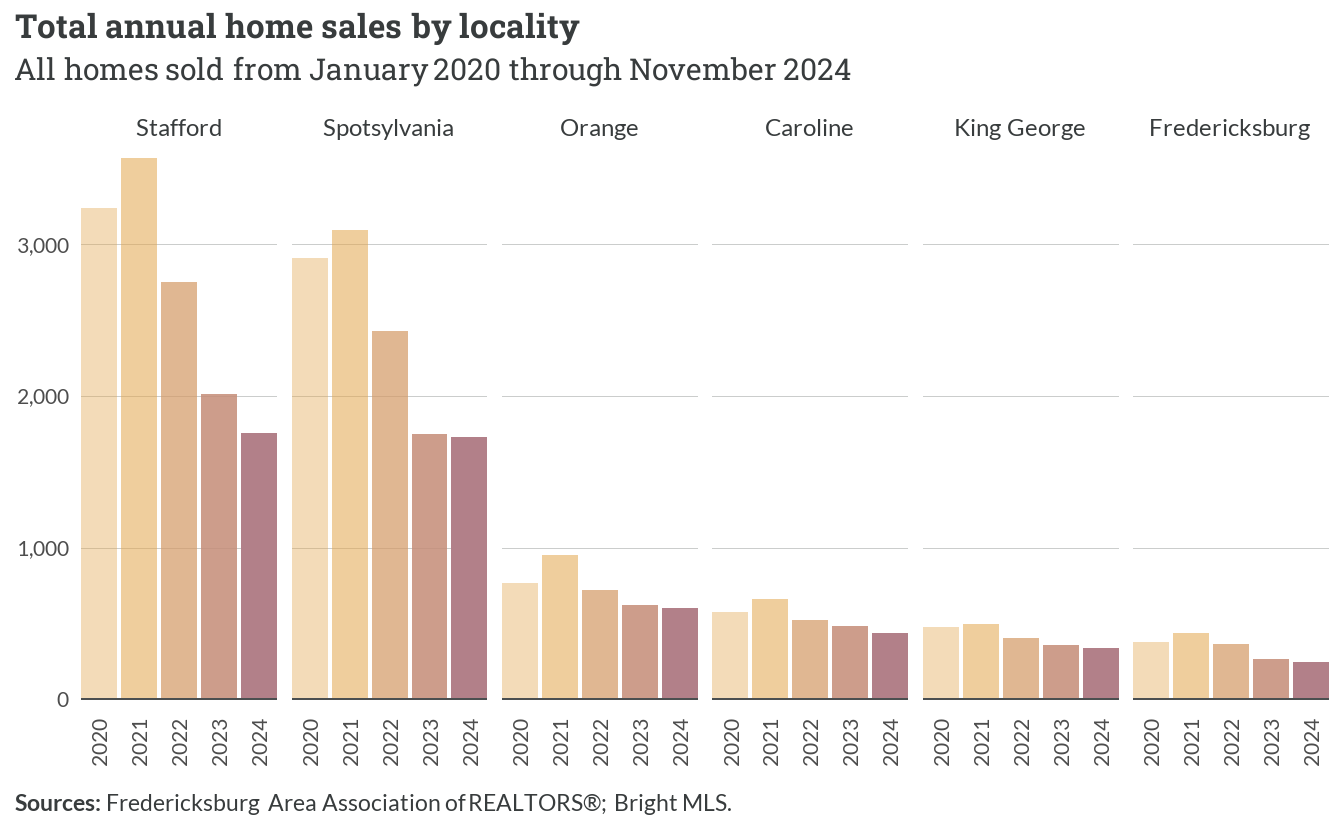 Total annual home sales by locality
All homes sold from January 2020 through November 2024
Stafford Spotsylvania Orange Caroline King George Fredericksburg
3,000
2,000
1,000
0
2020 2021 2022 2023 2024 2020 2021 2022 2023 2024 2020 2021 2022 2023 2024 2020 2021 2022 2023 2024 2020 2021 2022 2023 2024 2020 2021 2022 2023 2024
Sources: Fredericksburg Area Association of REALTORS®; Bright MLS.